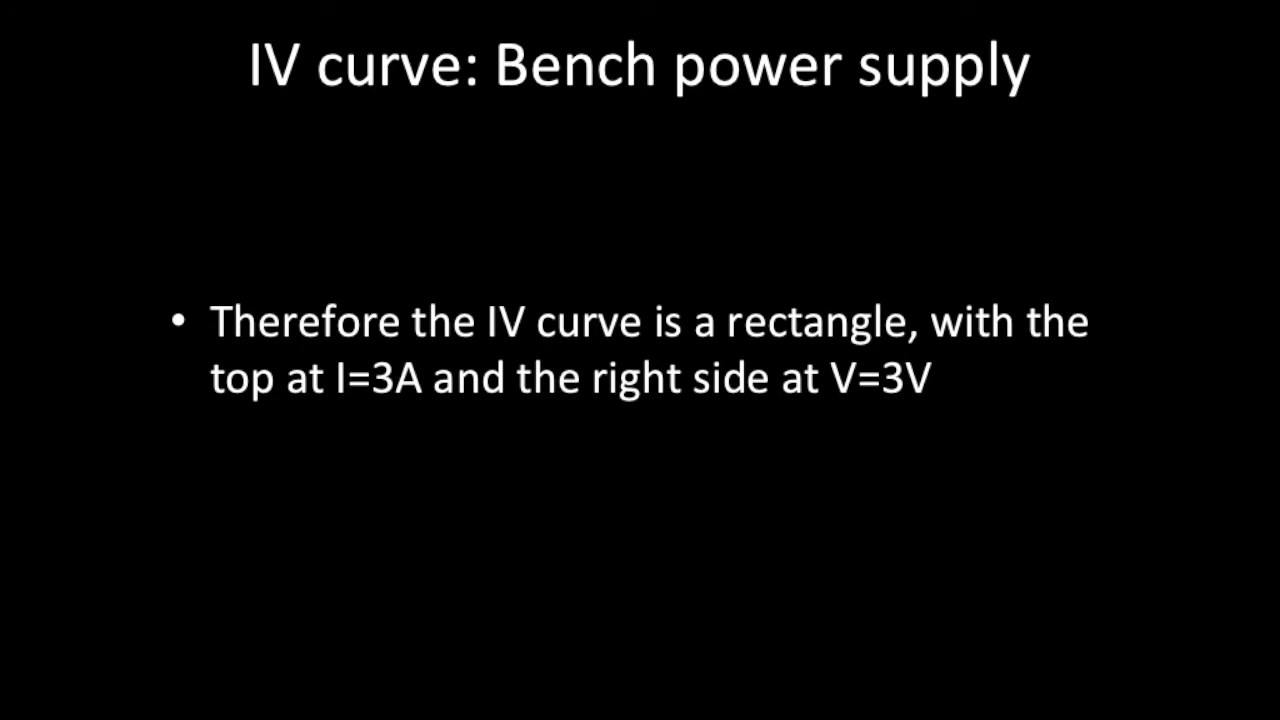 IV curve: Bench power supply
• Therefore the IV curve is a rectangle, with the
top at I=3A and the right side at V=3V